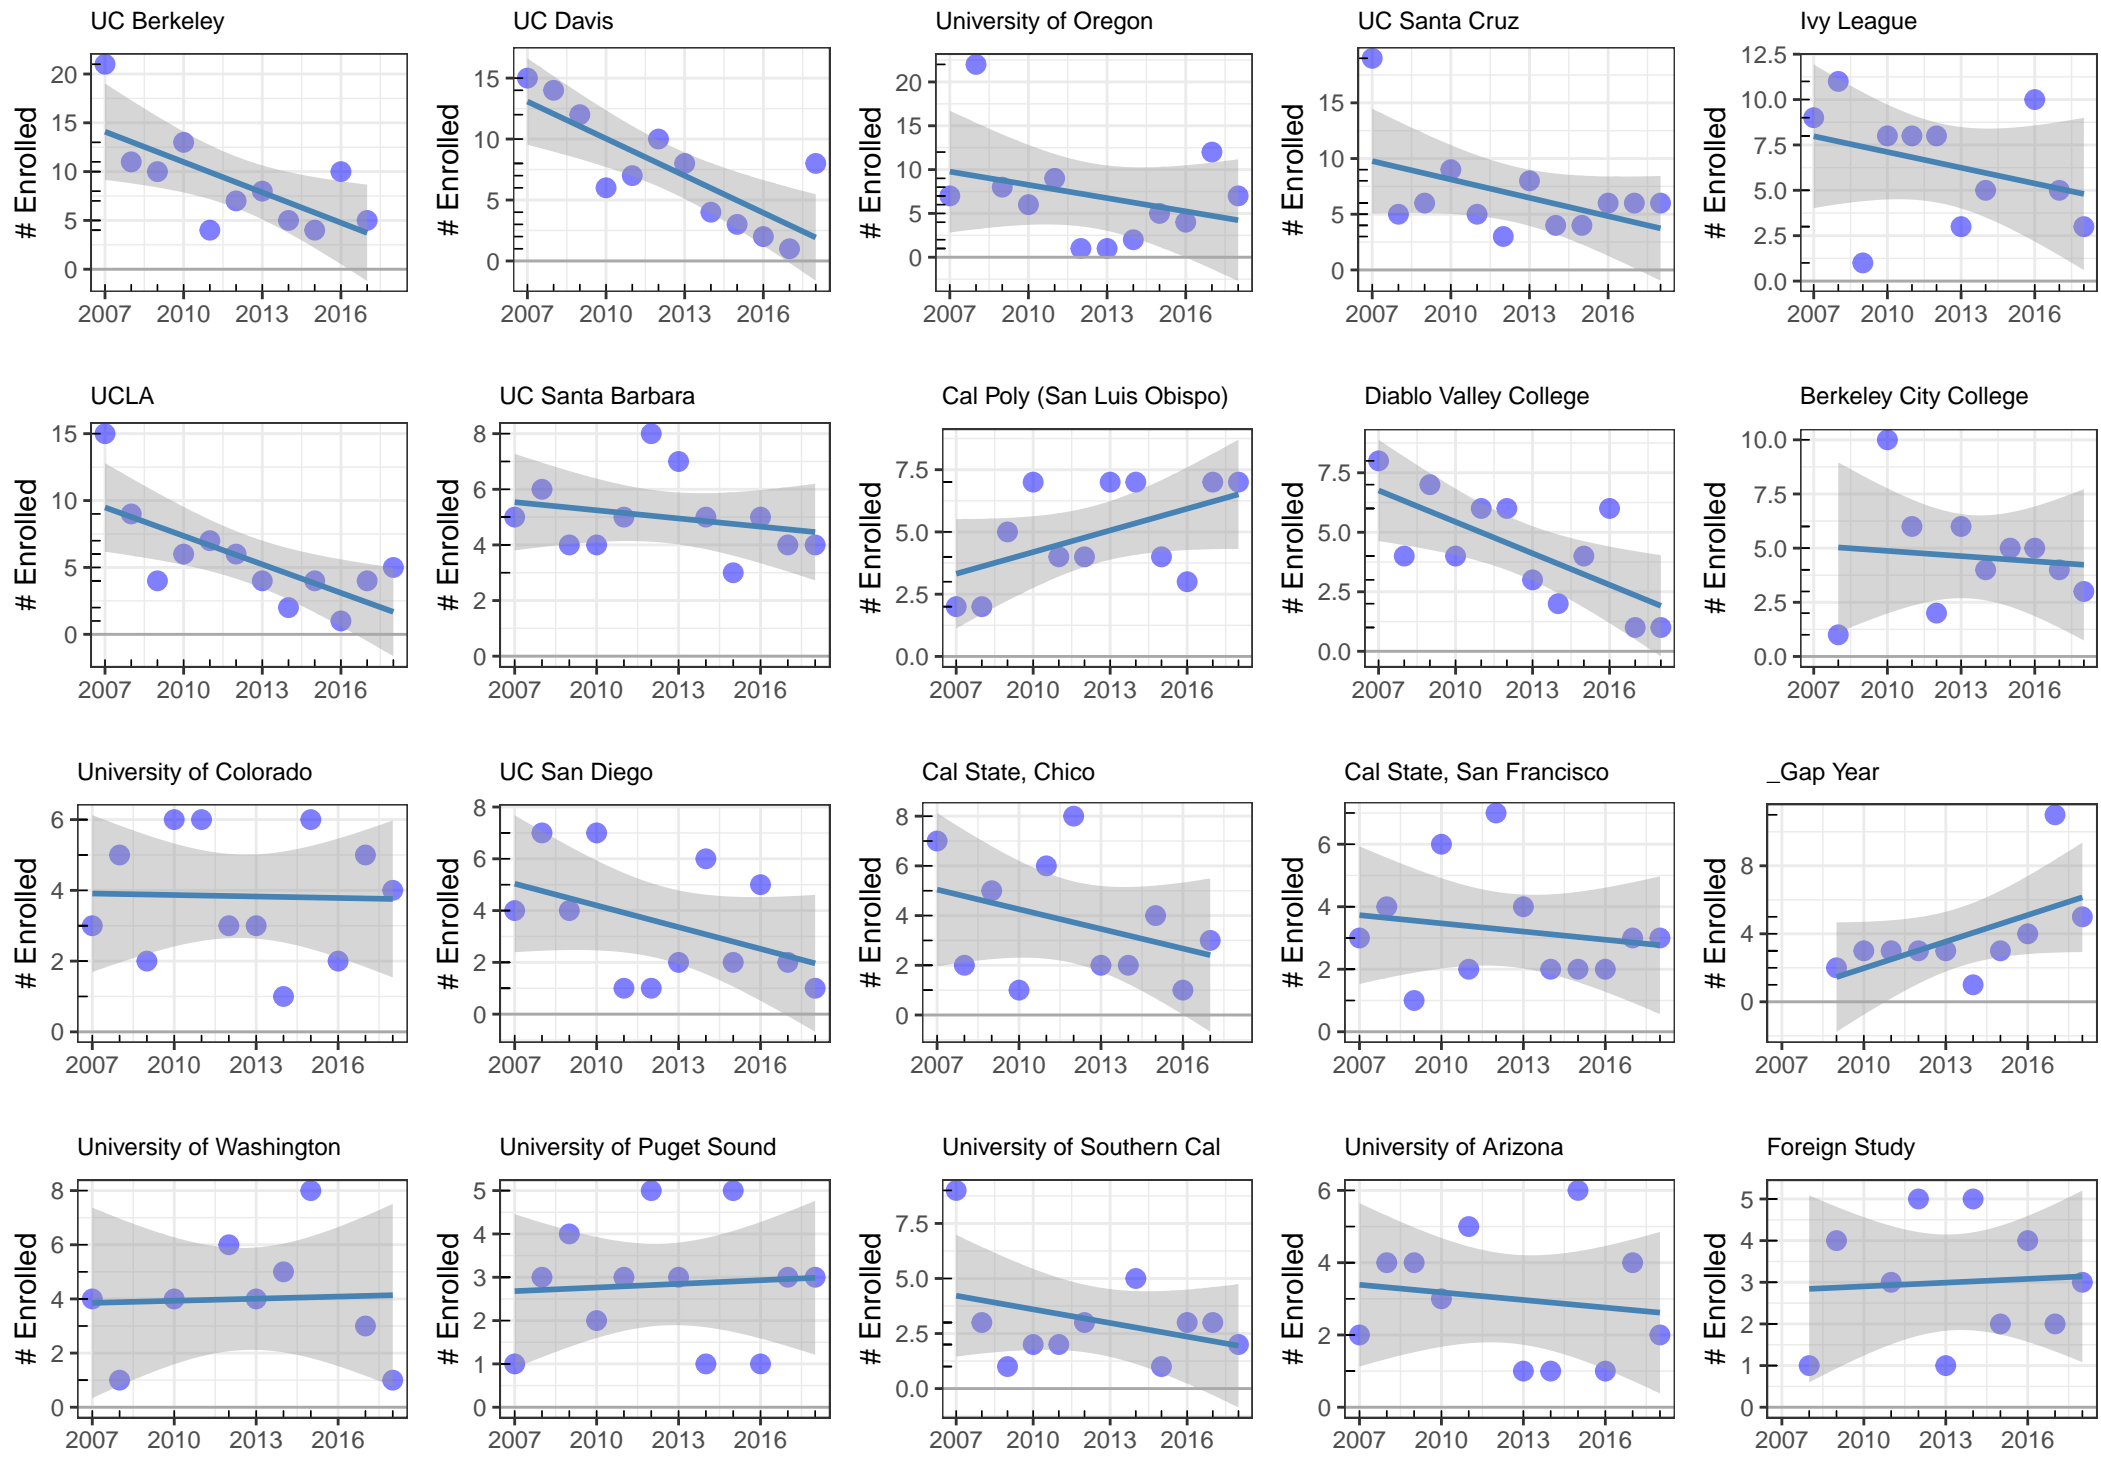 UC Berkeley
# Enrolled
20
15
10
5
0
2007 2010 2013 2016
UC Davis
# Enrolled
15
10
5
0
2007 2010 2013 2016
University of Oregon
# Enrolled
20
15
10
5
0
2007 2010 2013 2016
UC Santa Cruz
# Enrolled
15
10
5
0
2007 2010 2013 2016
Ivy League
# Enrolled
12.5
10.0
7.5
5.0
2.5
0.0
2007 2010 2013 2016
UCLA
# Enrolled
15
10
5
0
2007 2010 2013 2016
UC Santa Barbara
# Enrolled
8
6
4
2
0
2007 2010 2013 2016
Cal Poly (San Luis Obispo)
# Enrolled
7.5
5.0
2.5
0.0
2007 2010 2013 2016
Diablo Valley College
# Enrolled
7.5
5.0
2.5
0.0
2007 2010 2013 2016
Berkeley City College
# Enrolled
10.0
7.5
5.0
2.5
0.0
2007 2010 2013 2016
University of Colorado
# Enrolled
6
4
2
0
2007 2010 2013 2016
UC San Diego
# Enrolled
8
6
4
2
0
2007 2010 2013 2016
Cal State, Chico
# Enrolled
8
6
4
2
0
2007 2010 2013 2016
Cal State, San Francisco
# Enrolled
6
4
2
0
2007 2010 2013 2016
_Gap Year
# Enrolled
8
4
0
2007 2010 2013 2016
University of Washington
# Enrolled
8
6
4
2
0
2007 2010 2013 2016
University of Puget Sound
# Enrolled
5
4
3
2
1
0
2007 2010 2013 2016
University of Southern Cal
# Enrolled
7.5
5.0
2.5
0.0
2007 2010 2013 2016
University of Arizona
# Enrolled
6
4
2
0
2007 2010 2013 2016
Foreign Study
# Enrolled
5
4
3
2
1
0
2007 2010 2013 2016